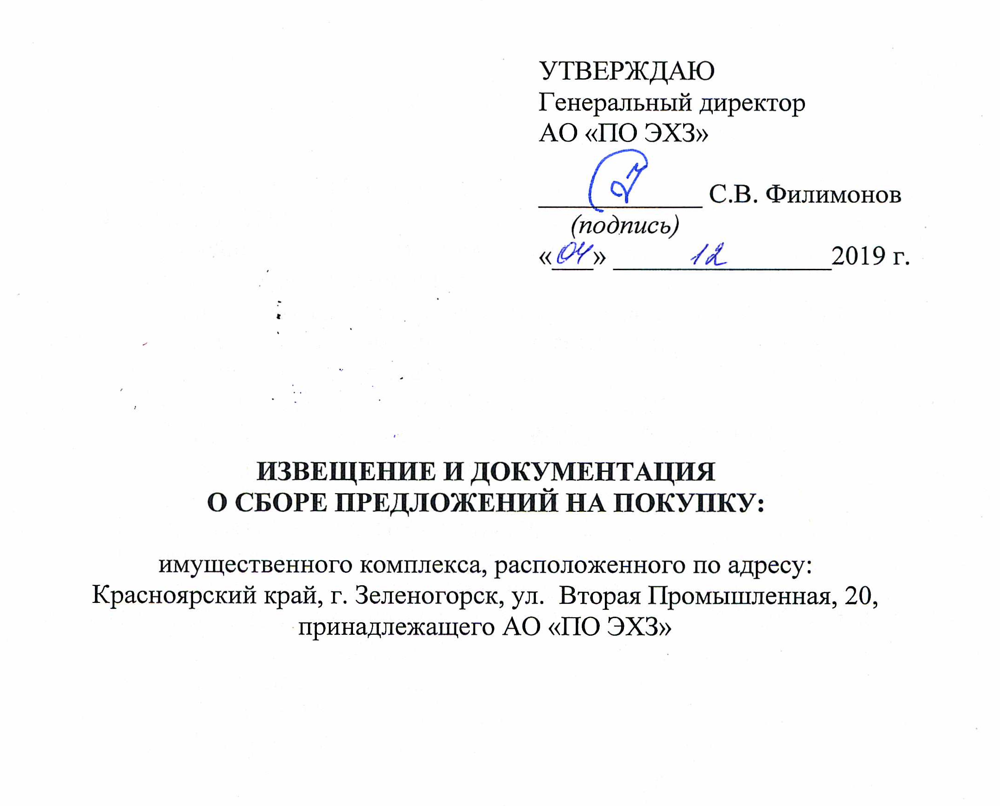 УТВЕРЖДАЮ
Генеральный директор
АО «ПО ЭХЗ»
С.В. Филимонов
(подпись)
«04» 12 2019 г.
ИЗВЕЩЕНИЕ И ДОКУМЕНТАЦИЯ
О СБОРЕ ПРЕДЛОЖЕНИЙ НА ПОКУПКУ:
имущественного комплекса, расположенного по адресу:
Красноярский край, г. Зеленогорск, ул. Вторая Промышленная, 20,
принадлежащего АО «ПО ЭХЗ»